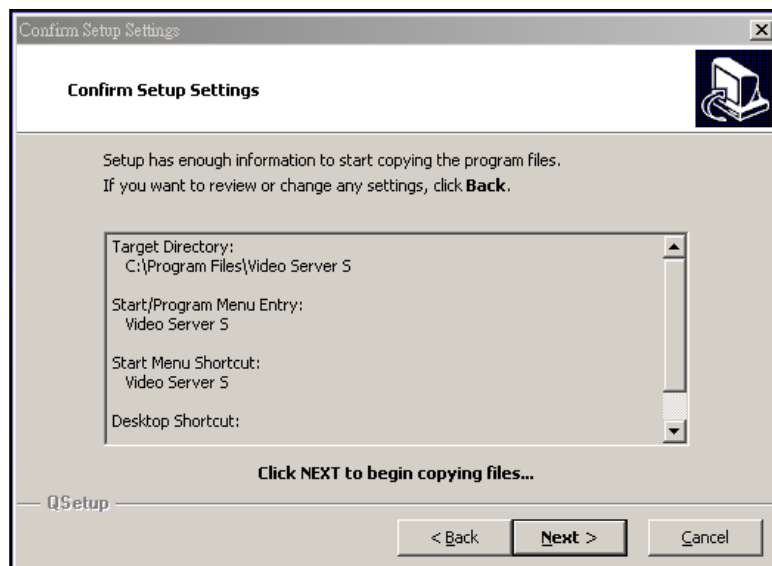 Confirm Setup Settings
Confirm Setup Settings
Setup has enough information to start copying the program files.
If you want to review or change any settings, click Back.
Target Directory:
C:\Program Files\Video Server S
Start/Program Menu Entry:
Video Server S
Start Menu Shortcut:
Video Server S
Desktop Shortcut:
Click NEXT to begin copying files...
QSetup
< Back
Next >
Cancel